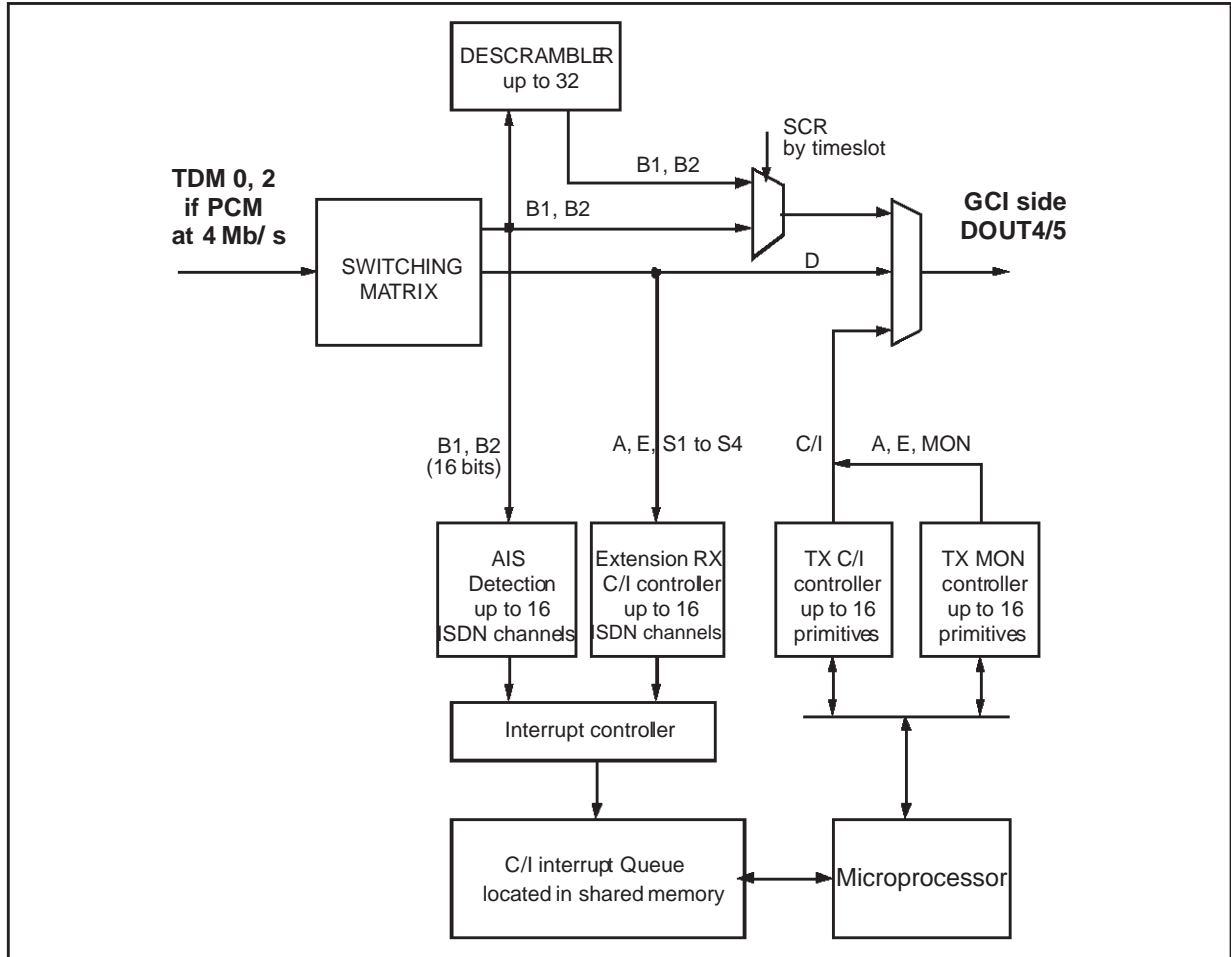 DESCRAMBLER
up to 32
SCR
by timeslot
B1, B2
TDM 0, 2
if PCM
at 4 Mb/ s
B1, B2
GCI side
DOUT4/5
SWITCHING
MATRIX
D
B1, B2
(16 bits)
A, E, S1 to S4
C/I
A, E, MON
AIS
Detection
up to 16
ISDN channels
Extension RX
C/I controller
up to 16
ISDN channels
TX C/I
controller
up to 16
primitives
TX MON
controller
up to 16
primitives
Interrupt controller
C/I interrupt Queue
located in shared memory
Microprocessor